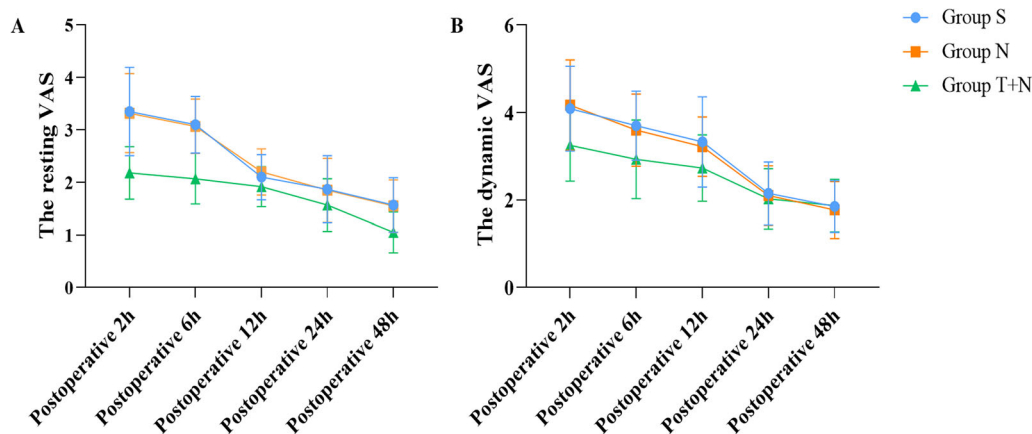 A
The resting VAS
5
4
3
2
1
0
Postoperative 2h
Postoperative 6h
Postoperative 12h
Postoperative 24h
Postoperative 48h
B
The dynamic VAS
6
4
2
0
Postoperative 2h
Postoperative 6h
Postoperative 12h
Postoperative 24h
Postoperative 48h
Group S
Group N
Group T+N